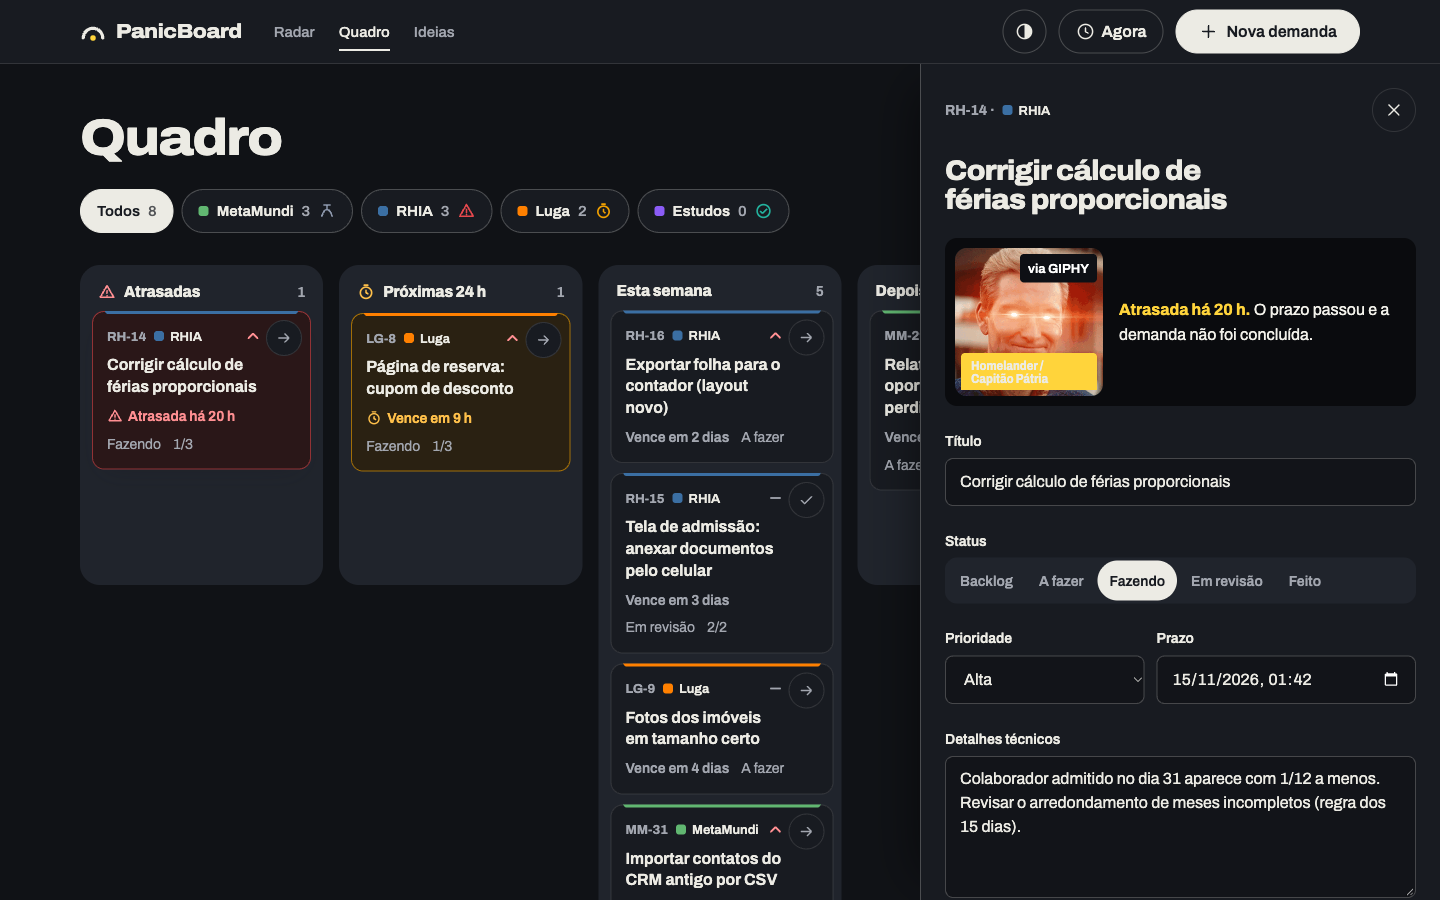 PanicBoard
Radar
Quadro
Ideias
Agora
Nova demanda
Quadro
Todos 8
MetaMundi 3
RHIA 3
Luga 2
Estudos 0
Atrasadas 1
RH-14 RHIA
Corrigir cálculo de
férias proporcionais
Atrasada há 20 h
Fazendo 1/3
Próximas 24 h 1
LG-8 Luga
Página de reserva:
cupom de desconto
Vence em 9 h
Fazendo 1/3
Esta semana 5
RH-16 RHIA
Exportar folha para o
contador (layout
novo)
Vence em 2 dias A fazer
RH-15 RHIA
Tela de admissão:
anexar documentos
pelo celular
Vence em 3 dias
Em revisão 2/2
LG-9 Luga
Fotos dos imóveis
em tamanho certo
Vence em 4 dias A fazer
MM-31 MetaMundi
Importar contatos do
CRM antigo por CSV
RH-14 · RHIA
Corrigir cálculo de
férias proporcionais
via GIPHY
Homelander /
Capitão Pátria
Atrasada há 20 h. O prazo passou e a
demanda não foi concluída.
Título
Corrigir cálculo de férias proporcionais
Status
Backlog
A fazer
Fazendo
Em revisão
Feito
Prioridade
Alta
Prazo
15/11/2026, 01:42
Detalhes técnicos
Colaborador admitido no dia 31 aparece com 1/12 a menos.
Revisar o arredondamento de meses incompletos (regra dos
15 dias).